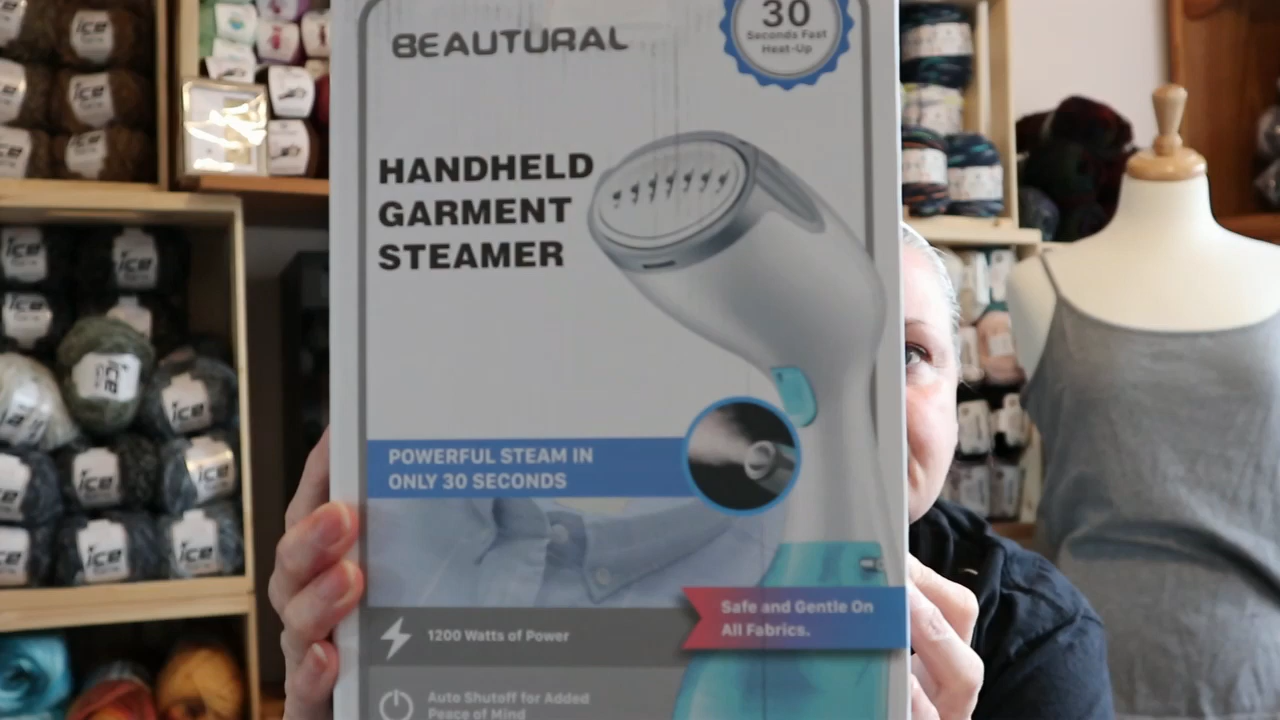 BEAUTURAL
30
Seconds Fast
Heat-Up
HANDHELD
GARMENT
STEAMER
POWERFUL STEAM IN
ONLY 30 SECONDS
Safe and Gentle On
All Fabrics.
1200 Watts of Power
Auto Shutoff for Added
Peace of Mind
ice
ice
ice
ice
ice
ice
ice
ice
ice
ice
ice